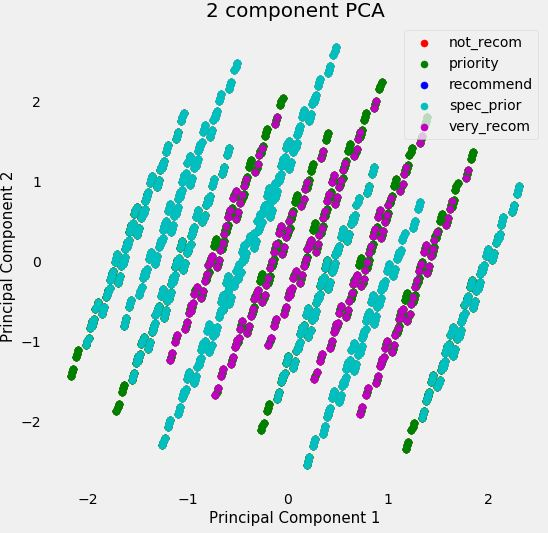 2 component PCA
not_recom
priority
recommend
spec_prior
very_recom
Principal Component 2
2
1
0
−1
−2
−2 −1 0 1 2
Principal Component 1